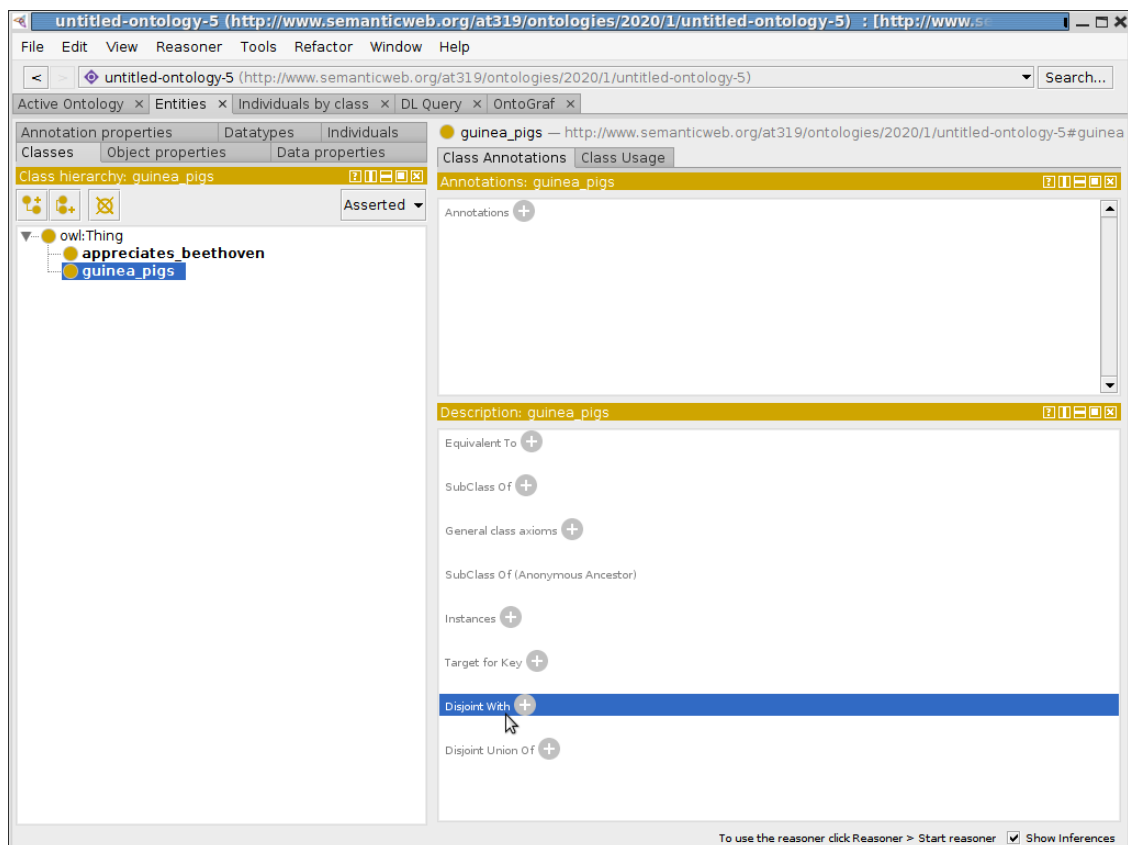 untitled-ontology-5 (http://www.semanticweb.org/at319/ontologies/2020/1/untitled-ontology-5) : [http://www.se
File Edit View Reasoner Tools Refactor Window Help
< > untitled-ontology-5 (http://www.semanticweb.org/at319/ontologies/2020/1/untitled-ontology-5) Search...
Active Ontology × Entities × Individuals by class × DL Query × OntoGraf ×
Annotation properties Datatypes Individuals
Classes Object properties Data properties
Class hierarchy: guinea_pigs
Asserted
owl:Thing
appreciates_beethoven
guinea_pigs
guinea_pigs — http://www.semanticweb.org/at319/ontologies/2020/1/untitled-ontology-5#guinea
Class Annotations Class Usage
Annotations: guinea_pigs
Annotations
Description: guinea_pigs
Equivalent To
SubClass Of
General class axioms
SubClass Of (Anonymous Ancestor)
Instances
Target for Key
Disjoint With
Disjoint Union Of
To use the reasoner click Reasoner > Start reasoner Show Inferences